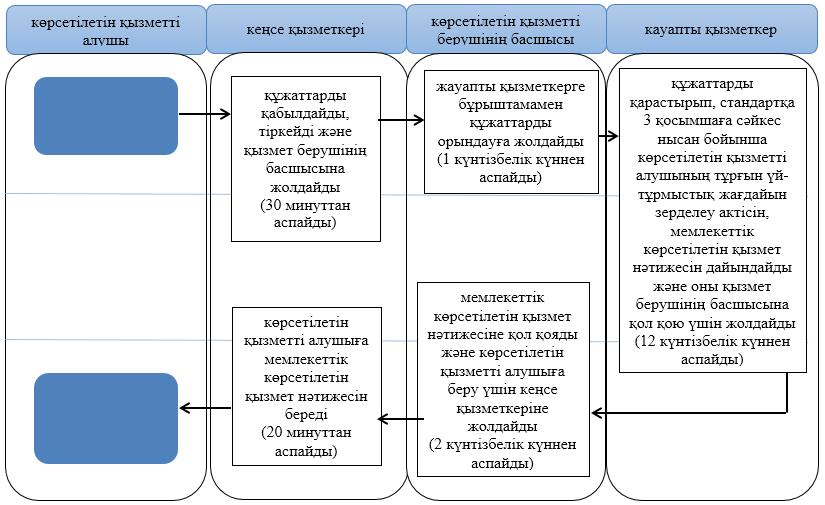 көрсетілетін қызметті
алушы
кеңсе қызметкері
көрсетілетін қызметті
берушінің басшысы
кауапты қызметкер
құжаттарды
қабылдайды,
тіркейді және
қызмет берушінің
басшысына
жолдайды
(30 минуттан
аспайды)
жауапты қызметкерге
бұрыштамамен
құжаттарды
орындауға жолдайды
(1 күнтізбелік күннен
аспайды)
құжаттарды
қарастырып, стандартқа
3 қосымшаға сәйкес
нысан бойынша
көрсетілетін қызметті
алушының тұрғын үй-
тұрмыстық жағдайын
зерделеу актісін,
мемлекеттік
көрсетілетін қызмет
нәтижесін дайындайды
және оны қызмет
берушінің басшысына
қол қою үшін жолдайды
(12 күнтізбелік күннен
аспайды)
мемлекеттік
көрсетілетін қызмет
нәтижесіне қол қояды
және көрсетілетін
қызметті алушыға
беру үшін кеңсе
қызметкеріне
жолдайды
(2 күнтізбелік күннен
аспайды)
көрсетілетін
қызметті алушыға
мемлекеттік
көрсетілетін
қызмет нәтижесін
береді
(20 минуттан
аспайды)